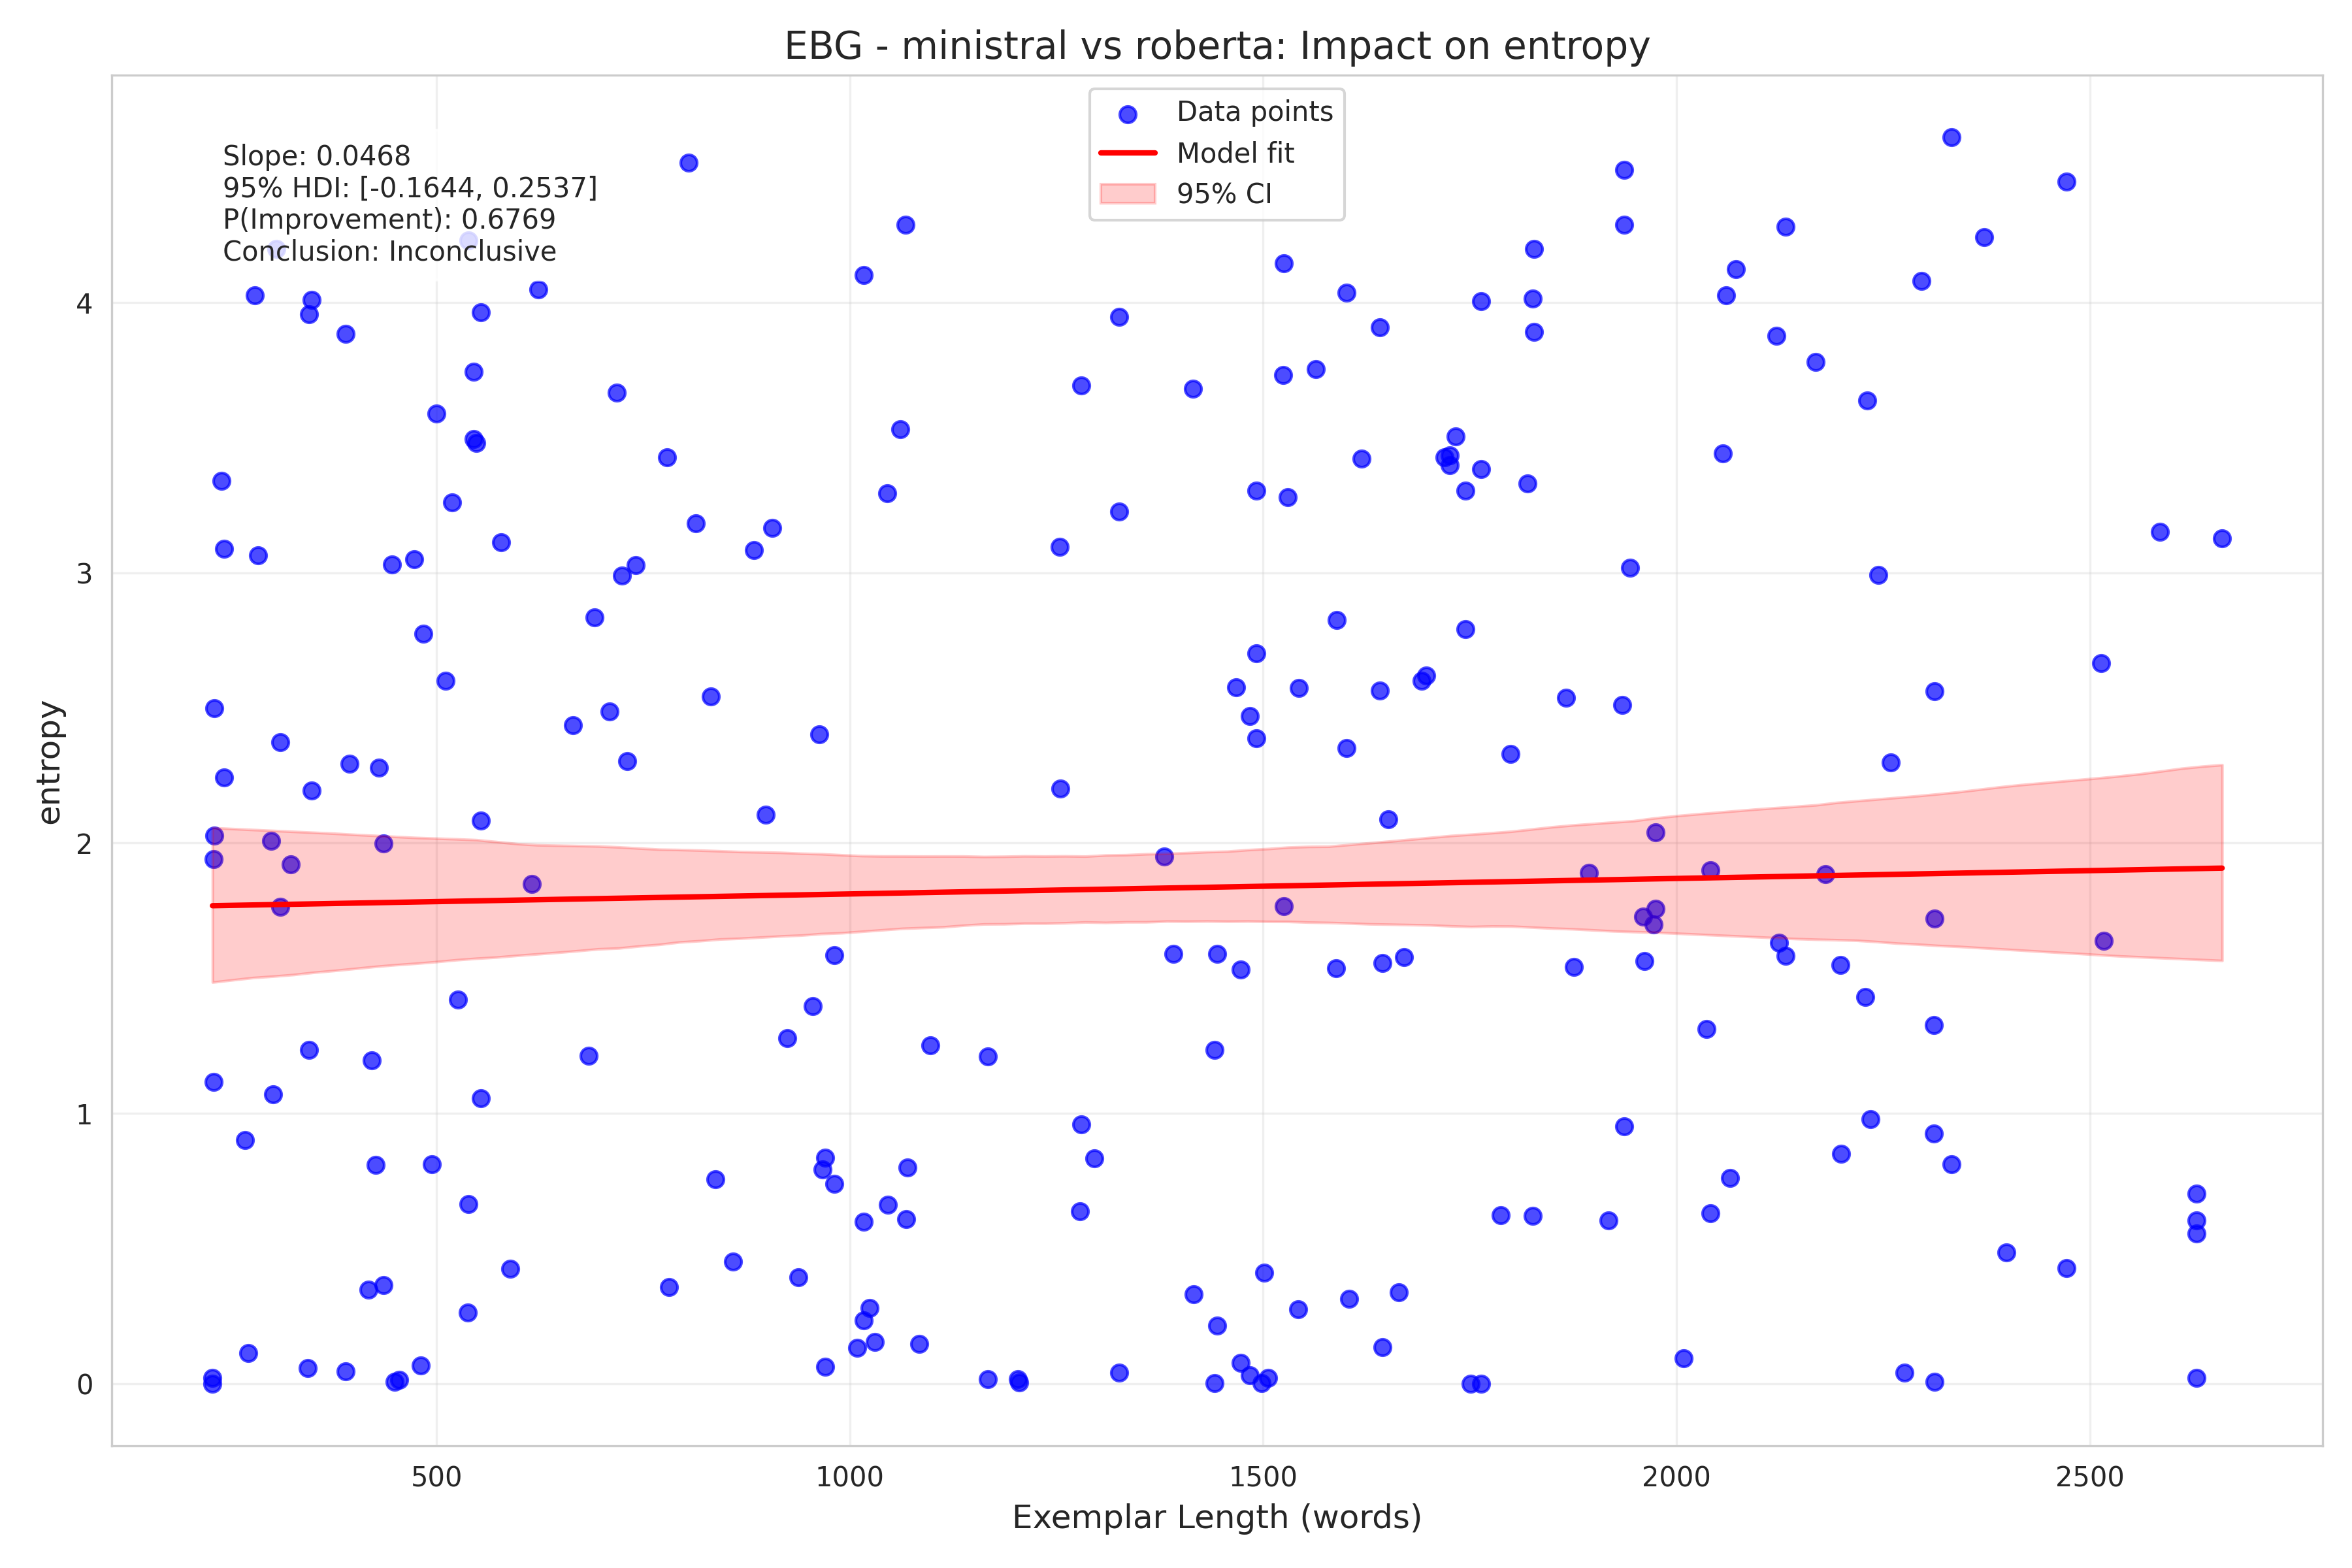 EBG - ministral vs roberta: Impact on entropy
Data points
Model fit
95% CI
Slope: 0.0468
95% HDI: [-0.1644, 0.2537]
P(Improvement): 0.6769
Conclusion: Inconclusive
4
3
2
1
0
entropy
500
1000
1500
2000
2500
Exemplar Length (words)